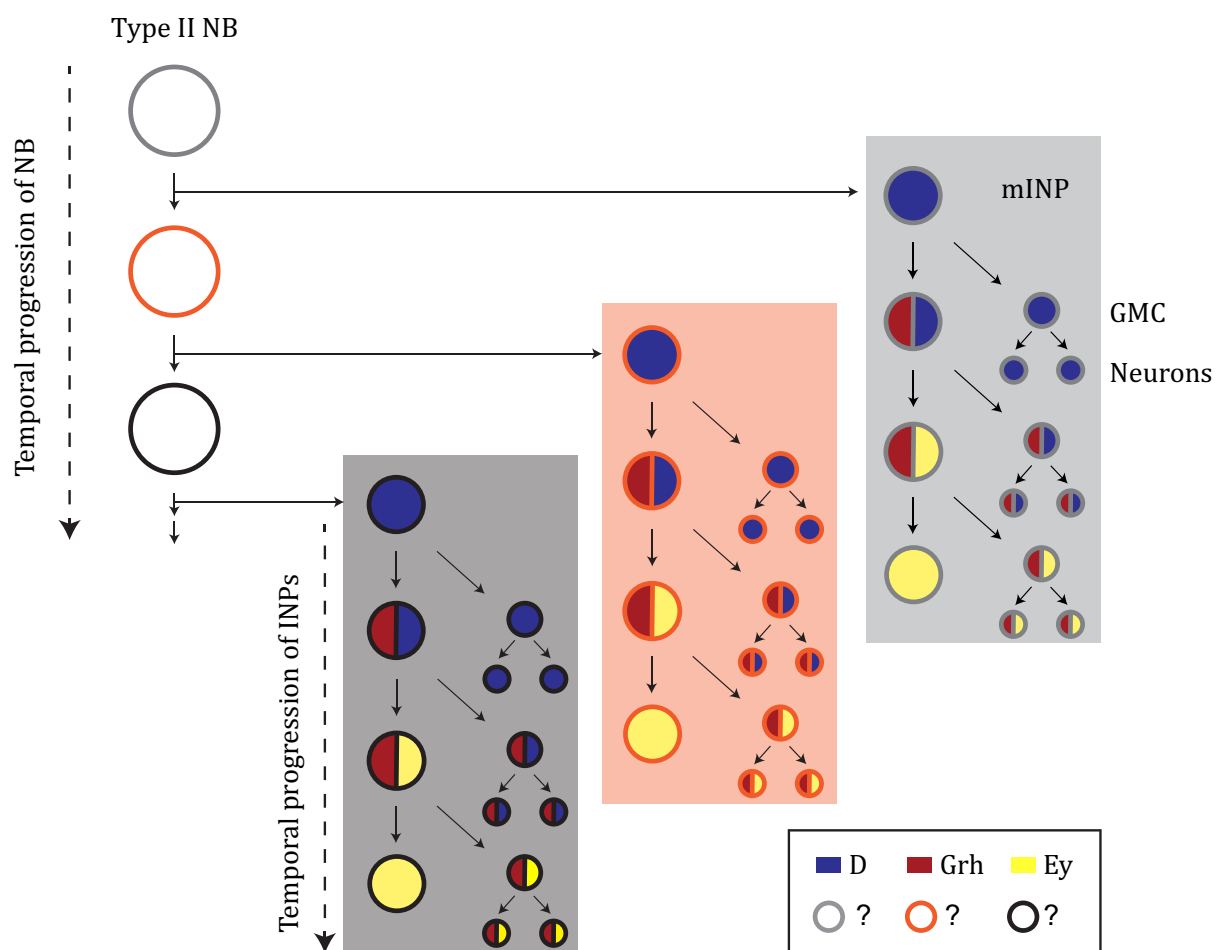 Type II NB
Temporal progression of NB
mINP
GMC
Neurons
Temporal progression of INPs
D Grh Ey
? ? ?